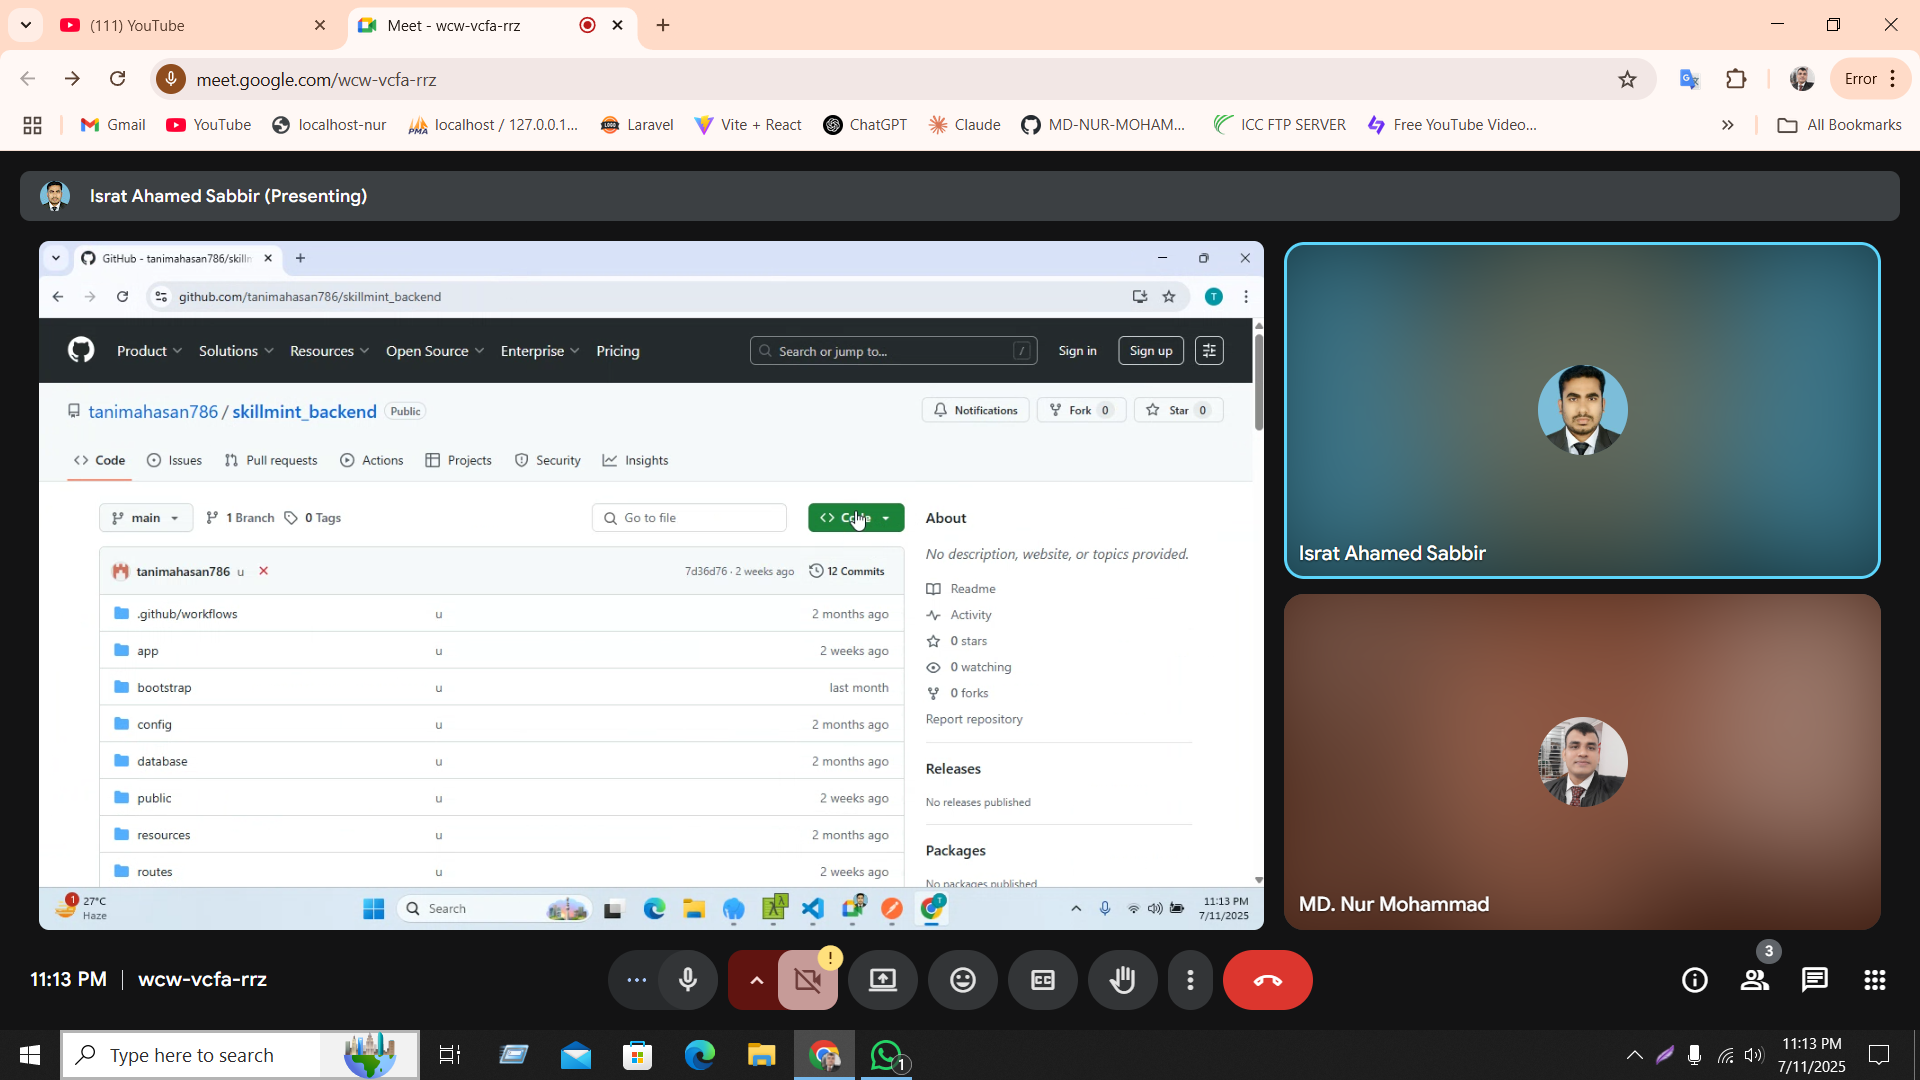 (111) YouTube
Meet - wcw-vcfa-rrz
meet.google.com/wcw-vcfa-rrz
Error
Gmail
YouTube
localhost-nur
localhost / 127.0.0.1...
Laravel
Vite + React
ChatGPT
Claude
MD-NUR-MOHAM...
ICC FTP SERVER
Free YouTube Video...
All Bookmarks
Israt Ahamed Sabbir (Presenting)
GitHub - tanimahasan786/skilln
github.com/tanimahasan786/skillmint_backend
T
Product
Solutions
Resources
Open Source
Enterprise
Pricing
Search or jump to...
/
Sign in
Sign up
tanimahasan786 / skillmint_backend
Public
Notifications
Fork 0
Star 0
Code
Issues
Pull requests
Actions
Projects
Security
Insights
main
1 Branch
0 Tags
Go to file
Code
About
No description, website, or topics provided.
tanimahasan786 u
7d36d76 · 2 weeks ago
12 Commits
.github/workflows u 2 months ago
app u 2 weeks ago
bootstrap u last month
config u 2 months ago
database u 2 months ago
public u 2 weeks ago
resources u 2 months ago
routes u 2 weeks ago
Readme
Activity
0 stars
0 watching
0 forks
Report repository
Releases
No releases published
Packages
No packages published
1
27°C
Haze
Search
11:13 PM
7/11/2025
Israt Ahamed Sabbir
MD. Nur Mohammad
11:13 PM | wcw-vcfa-rrz
!
3
Type here to search
1
11:13 PM
7/11/2025